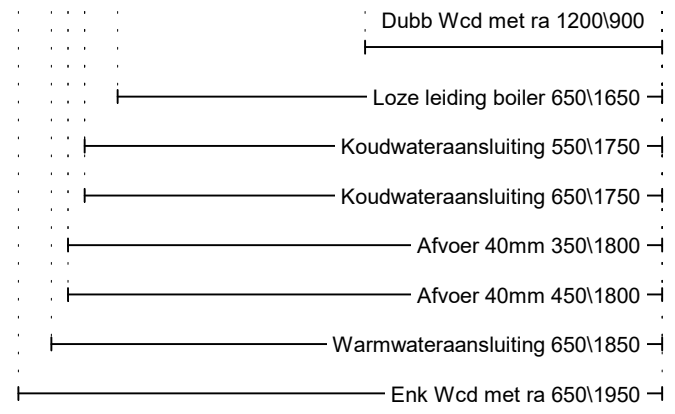 Dubb Wcd met ra 1200\900
Loze leiding boiler 650\1650
Koudwateraansluiting 550\1750
Koudwateraansluiting 650\1750
Afvoer 40mm 350\1800
Afvoer 40mm 450\1800
Warmwateraansluiting 650\1850
Enk Wcd met ra 650\1950